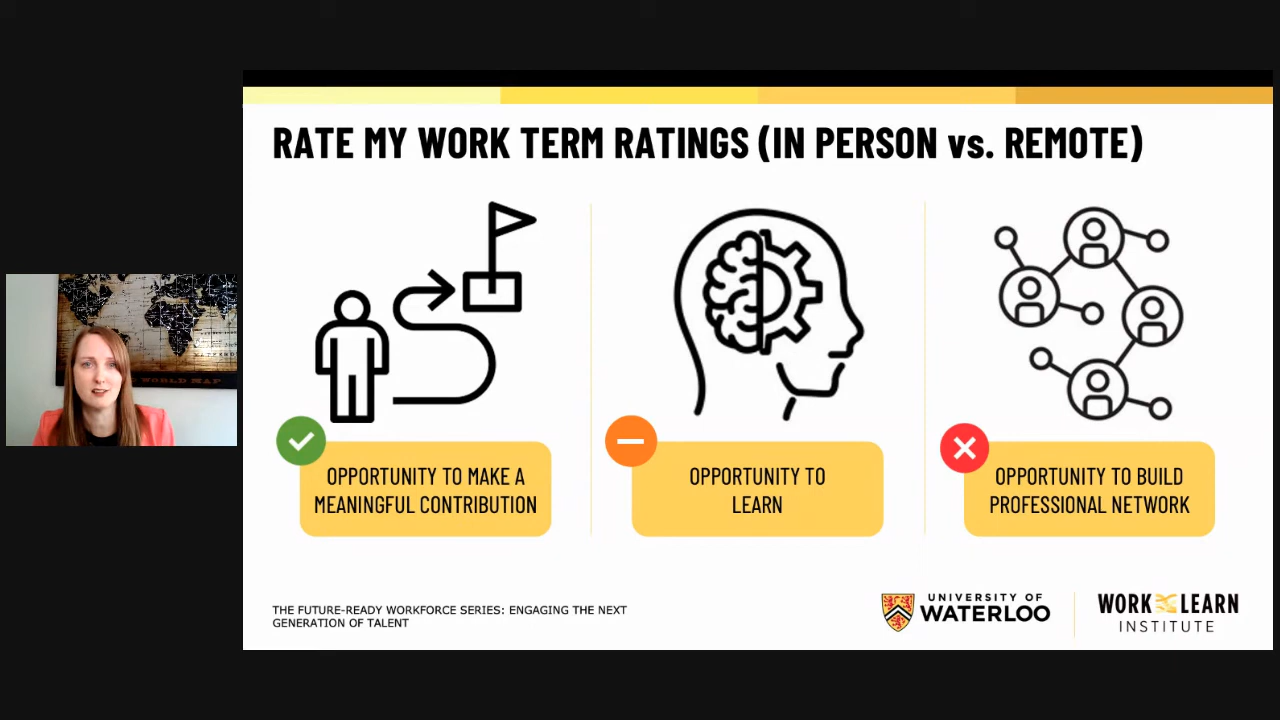 RATE MY WORK TERM RATINGS (IN PERSON vs. REMOTE)
OPPORTUNITY TO MAKE A
MEANINGFUL CONTRIBUTION
OPPORTUNITY TO
LEARN
OPPORTUNITY TO BUILD
PROFESSIONAL NETWORK
THE FUTURE-READY WORKFORCE SERIES: ENGAGING THE NEXT
GENERATION OF TALENT
UNIVERSITY OF
WATERLOO
WORK LEARN
INSTITUTE
WORLD MAP